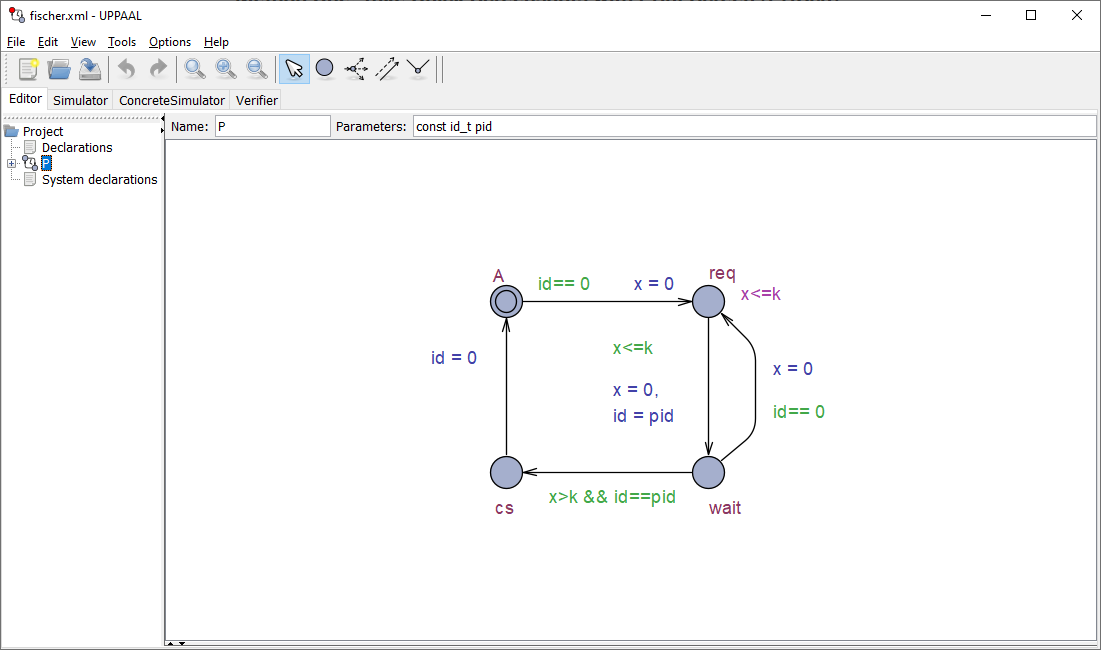 fischer.xml - UPPAAL
File Edit View Tools Options Help
Editor Simulator ConcreteSimulator Verifier
Project
Declarations
P
System declarations
Name: P Parameters: const id_t pid
A
id== 0
x = 0
req
x<=k
id = 0
x<=k
x = 0,
id = pid
x = 0
id== 0
x>k && id==pid
cs
wait